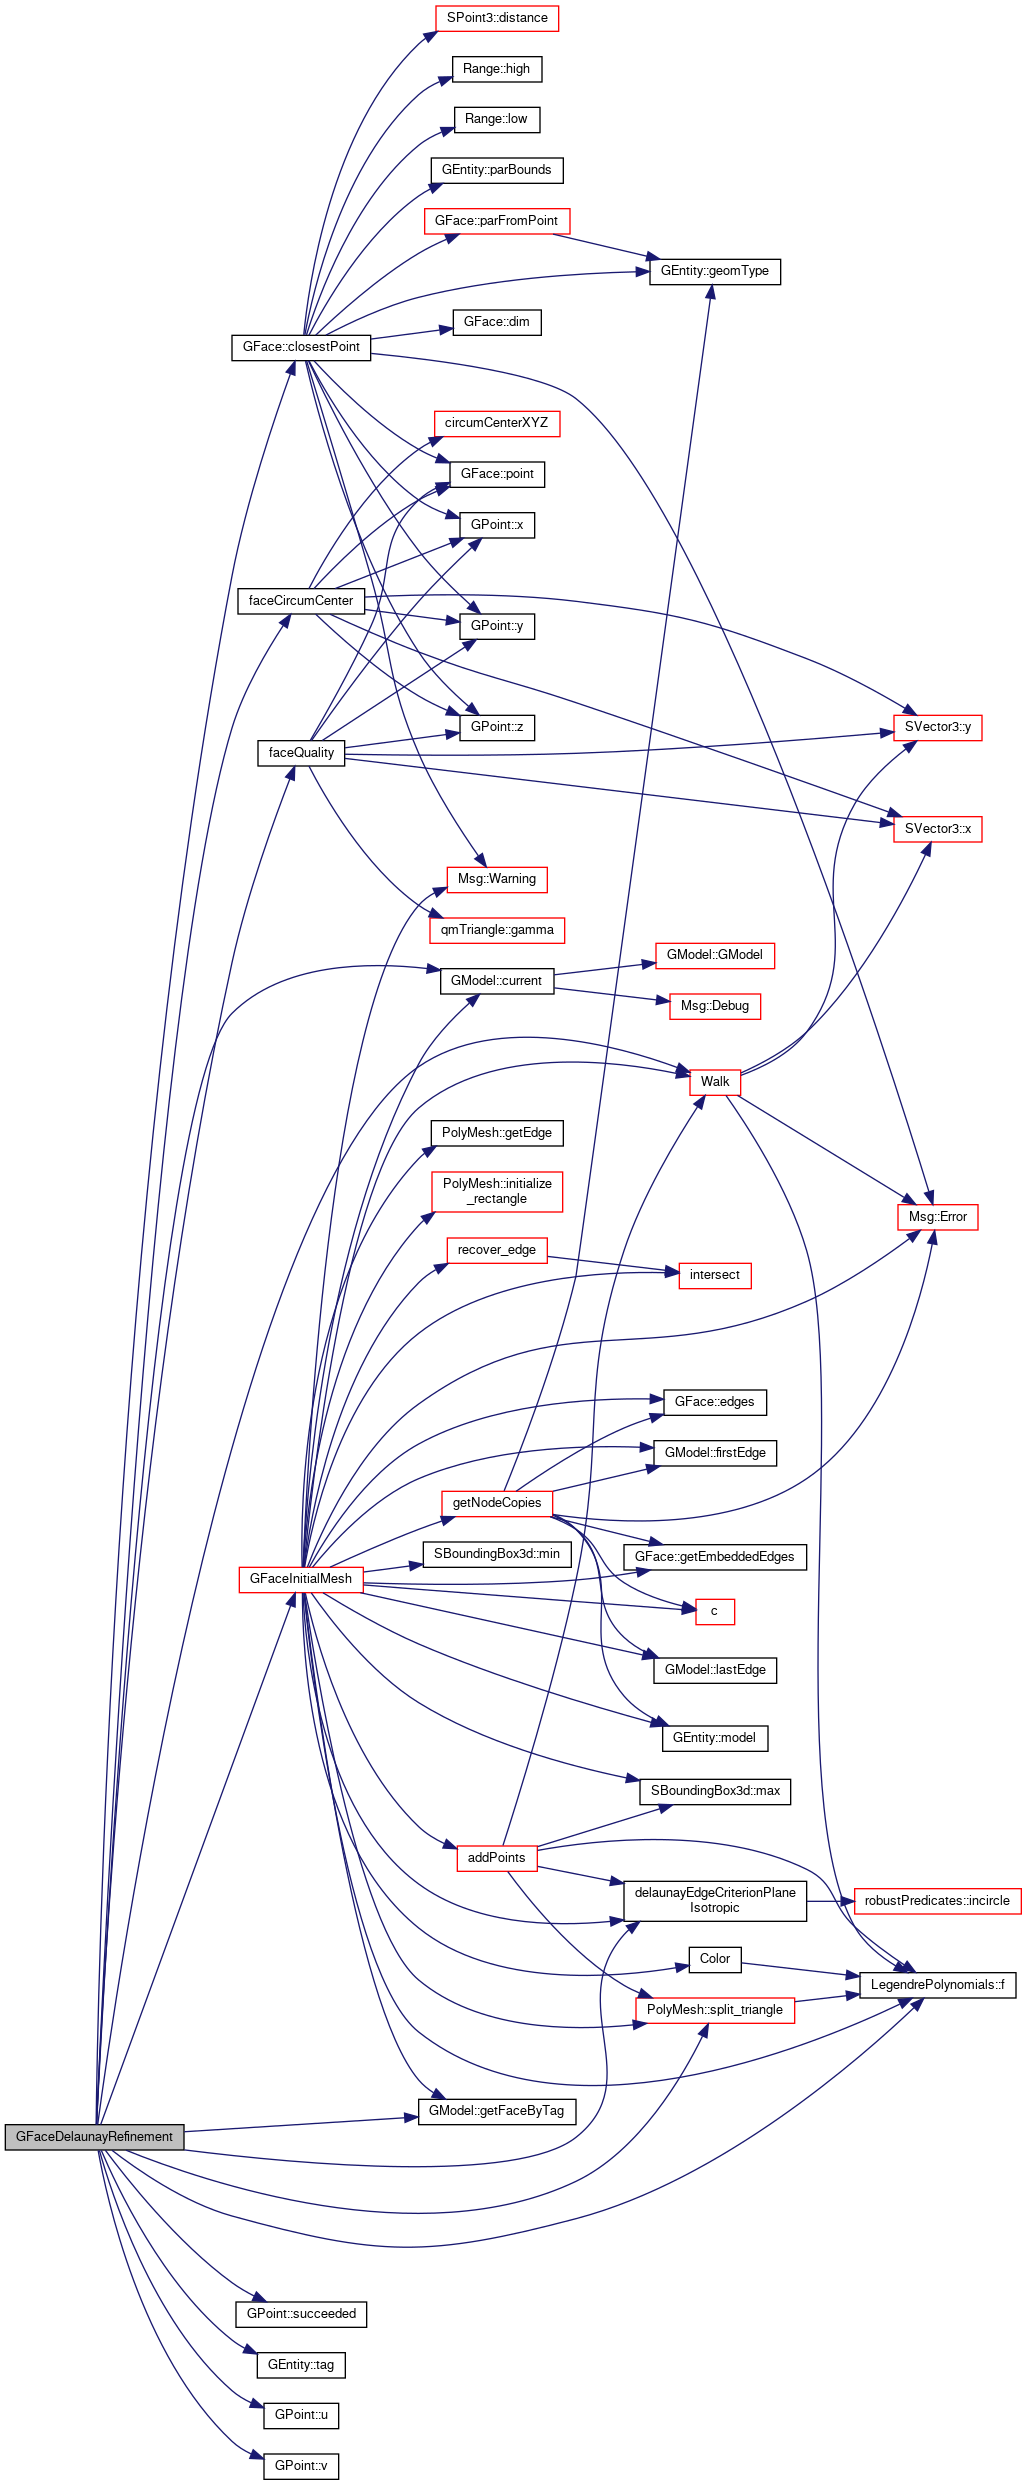 SPoint3::distance
Range::high
Range::low
GEntity::parBounds
GFace::parFromPoint
GEntity::geomType
GFace::dim
GFace::closestPoint
circumCenterXYZ
GFace::point
GPoint::x
faceCircumCenter
GPoint::y
GPoint::z
SVector3::y
faceQuality
SVector3::x
Msg::Warning
qmTriangle::gamma
GModel::GModel
GModel::current
Msg::Debug
Walk
PolyMesh::getEdge
PolyMesh::initialize
_rectangle
Msg::Error
recover_edge
intersect
GFace::edges
GModel::firstEdge
getNodeCopies
SBoundingBox3d::min
GFace::getEmbeddedEdges
GFaceInitialMesh
c
GModel::lastEdge
GEntity::model
SBoundingBox3d::max
addPoints
delaunayEdgeCriterionPlane
Isotropic
robustPredicates::incircle
Color
LegendrePolynomials::f
PolyMesh::split_triangle
GModel::getFaceByTag
GFaceDelaunayRefinement
GPoint::succeeded
GEntity::tag
GPoint::u
GPoint::v